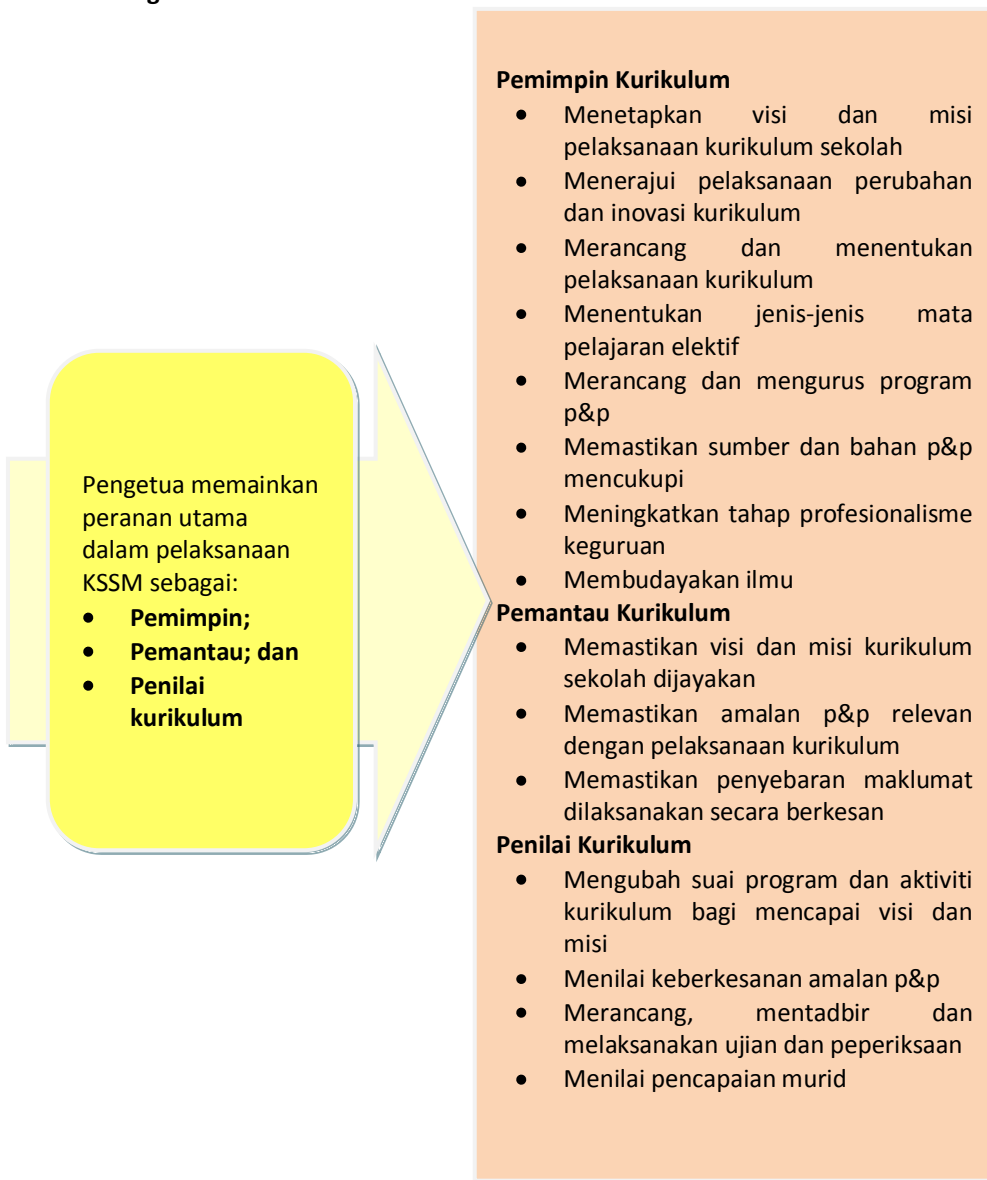 Pengetua memainkan
peranan utama
dalam pelaksanaan
KSSM sebagai:
• Pemimpin;
• Pemantau; dan
• Penilai
kurikulum
Pemimpin Kurikulum
• Menetapkan visi dan misi
pelaksanaan kurikulum sekolah
• Menerajui pelaksanaan perubahan
dan inovasi kurikulum
• Merancang dan menentukan
pelaksanaan kurikulum
• Menentukan jenis-jenis mata
pelajaran elektif
• Merancang dan mengurus program
p&p
• Memastikan sumber dan bahan p&p
mencukupi
• Meningkatkan tahap profesionalisme
keguruan
• Membudayakan ilmu
Pemantau Kurikulum
• Memastikan visi dan misi kurikulum
sekolah dijayakan
• Memastikan amalan p&p relevan
dengan pelaksanaan kurikulum
• Memastikan penyebaran maklumat
dilaksanakan secara berkesan
Penilai Kurikulum
• Mengubah suai program dan aktiviti
kurikulum bagi mencapai visi dan
misi
• Menilai keberkesanan amalan p&p
• Merancang, mentadbir dan
melaksanakan ujian dan peperiksaan
• Menilai pencapaian murid